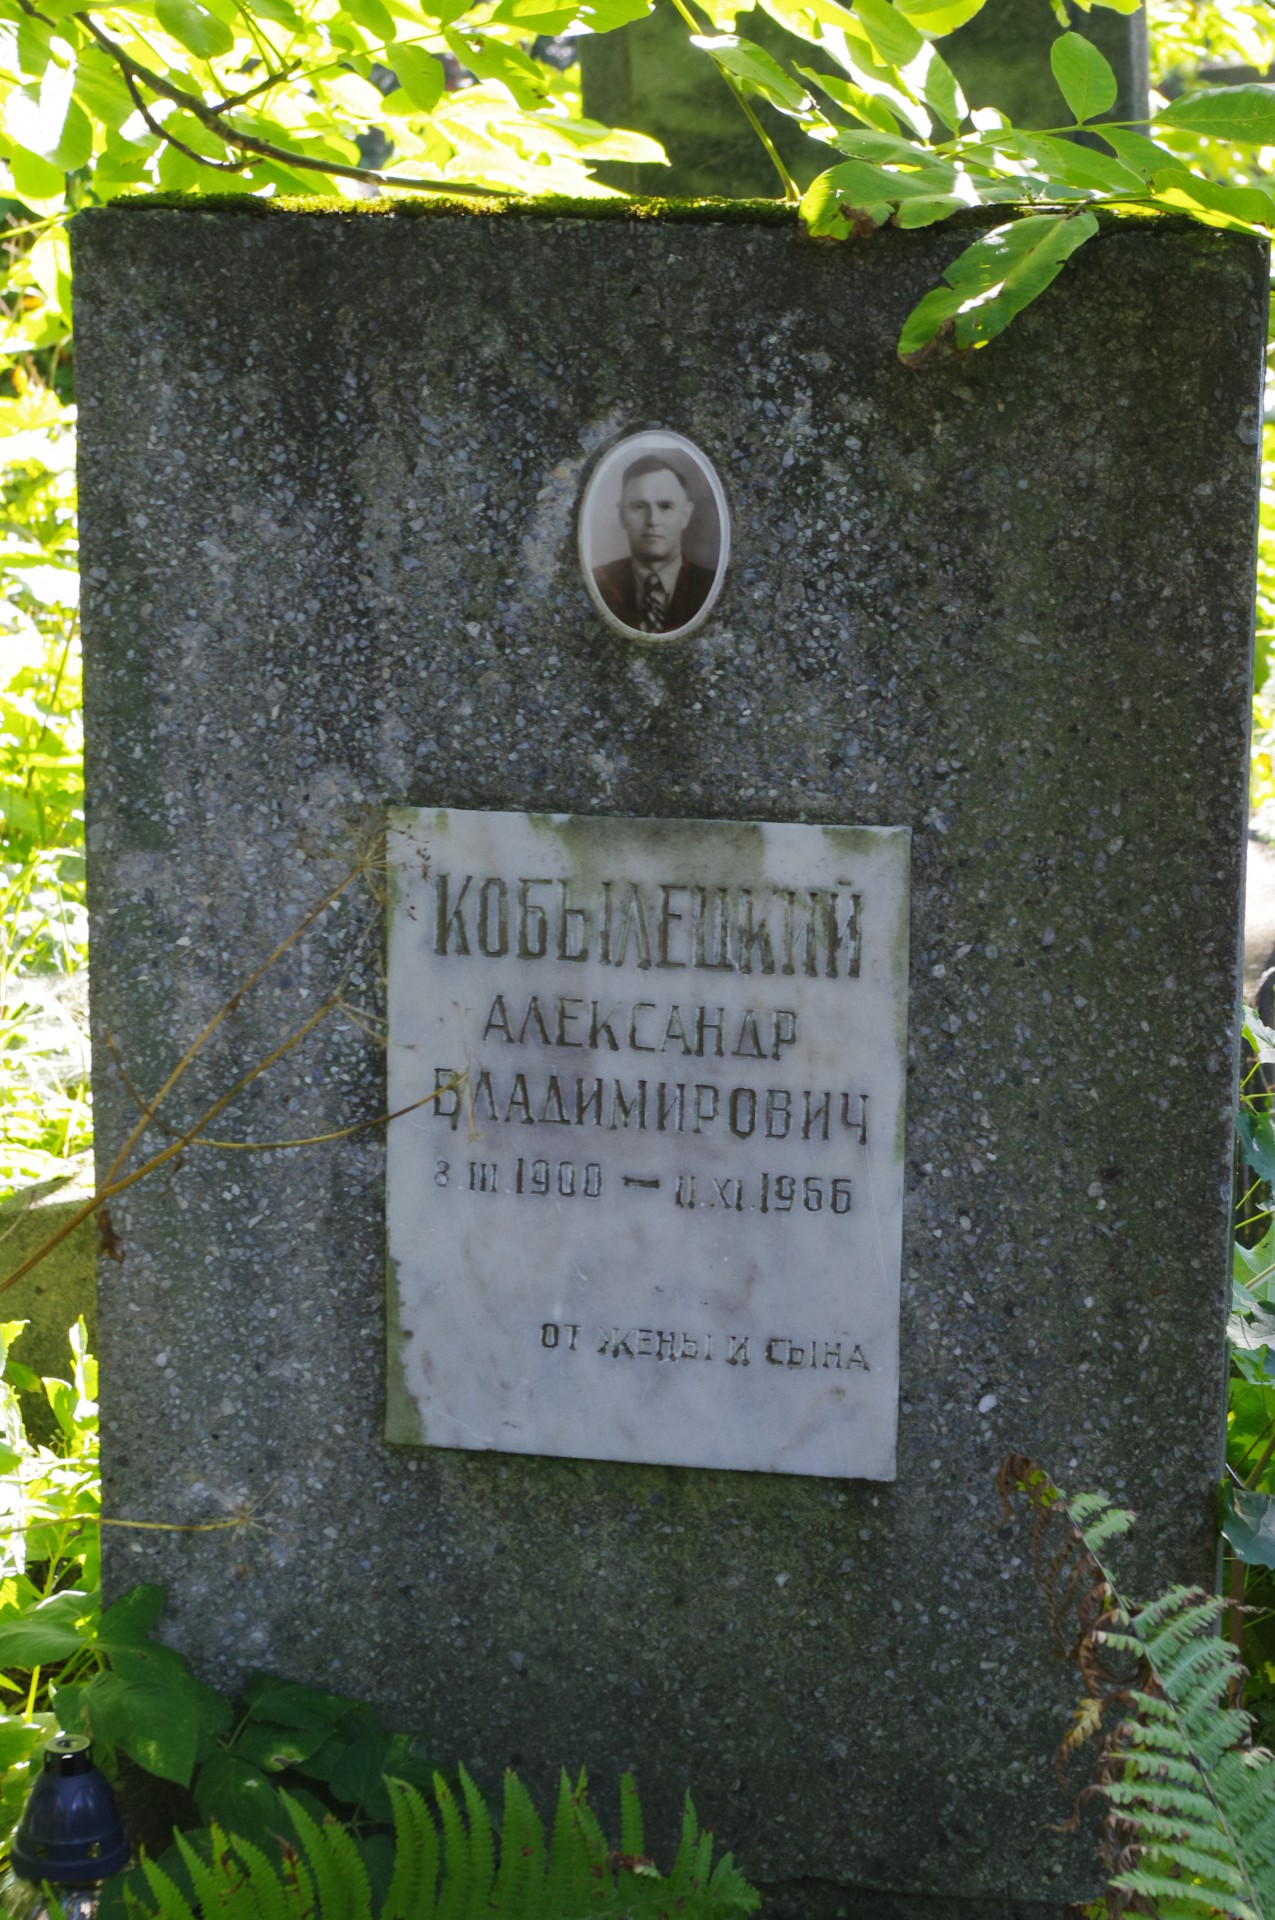 КОБЫЛЕЦКИЙ
АЛЕКСАНДР
ВЛАДИМИРОВИЧ
8.III.1900 — 11.XI.1966
ОТ ЖЕНЫ И СЫНА